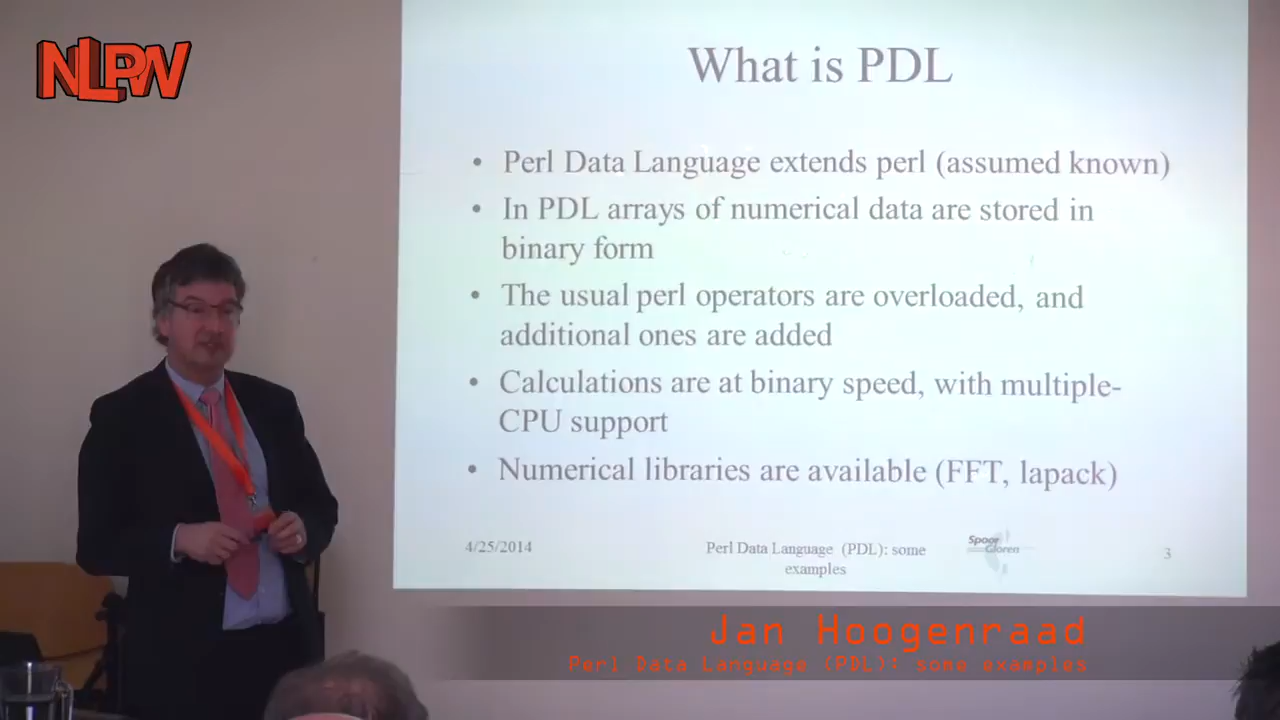 NLPW
What is PDL
• Perl Data Language extends perl (assumed known)
• In PDL arrays of numerical data are stored in
binary form
• The usual perl operators are overloaded, and
additional ones are added
• Calculations are at binary speed, with multiple-
CPU support
• Numerical libraries are available (FFT, lapack)
4/25/2014
Perl Data Language (PDL): some
examples
Spoor
Gloren
3
Jan Hoogenraad
Perl Data Language (PDL): some examples